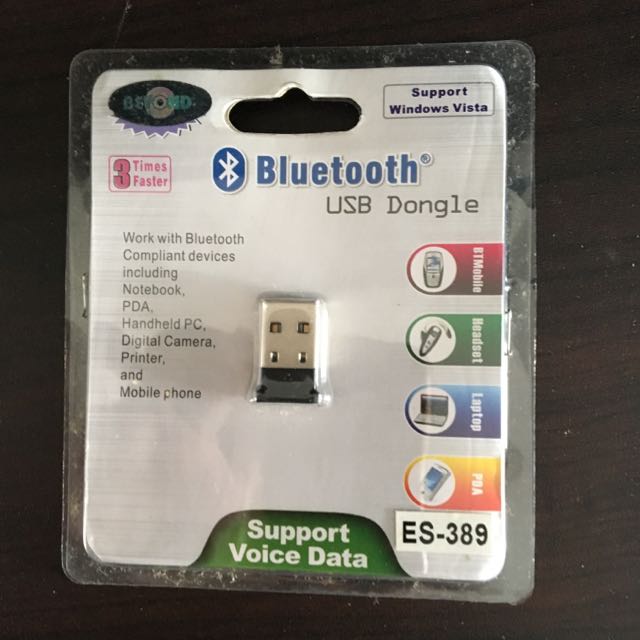 BEYOND
Support
Windows Vista
3 Times
Faster
Bluetooth®
USB Dongle
Work with Bluetooth
Compliant devices
including
Notebook,
PDA,
Handheld PC,
Digital Camera,
Printer,
and
Mobile phone
BTMobile
Headset
Laptop
PDA
Support
Voice Data
ES-389